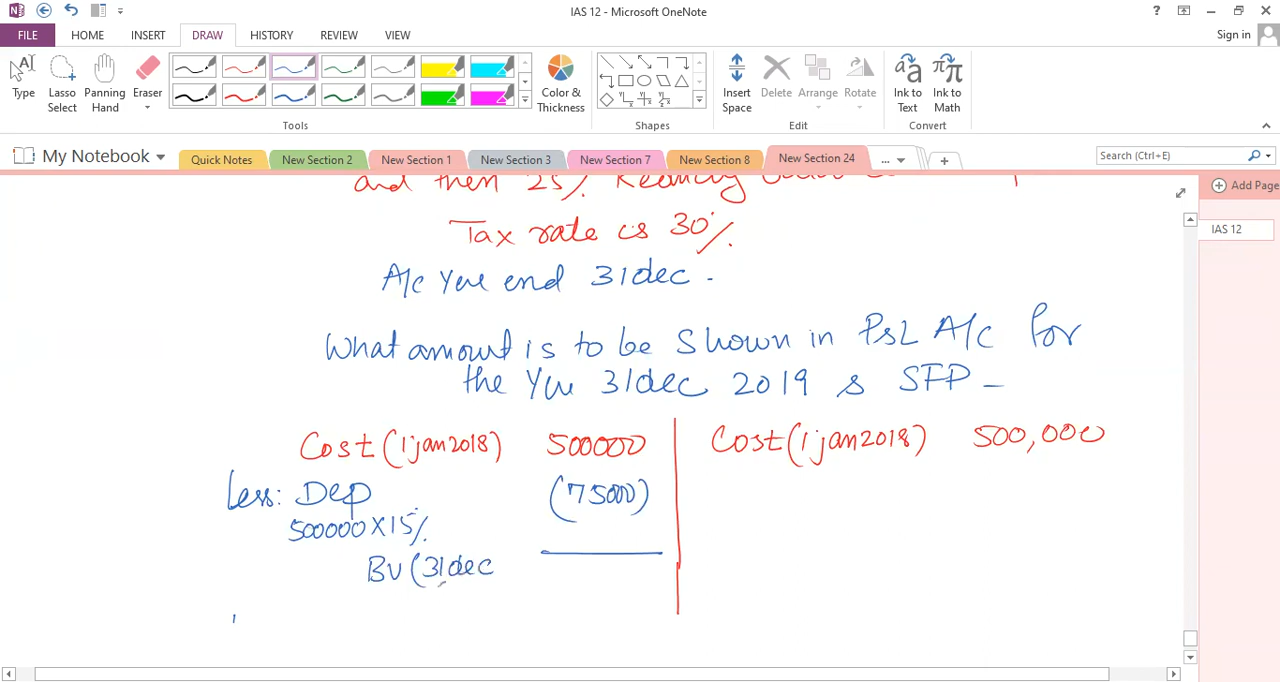 IAS 12 - Microsoft OneNote
FILE HOME INSERT DRAW HISTORY REVIEW VIEW Sign in
Type Lasso Select Panning Hand Eraser Color & Thickness Insert Space Delete Arrange Rotate Ink to Text Ink to Math
Tools Shapes Edit Convert
My Notebook Quick Notes New Section 2 New Section 1 New Section 3 New Section 7 New Section 8 New Section 24 ... Search (Ctrl+E)
Add Page
IAS 12
and then 25% Reducing
Tax rate is 30%.
A/c Year end 31dec.
What amount is to be shown in P&L A/c for
the Year 31dec 2019 & SFP -
Cost (1jan2018) 500000
Less: Dep (75000)
500000 X 15%
BV (31dec
Cost (1jan2018) 500,000